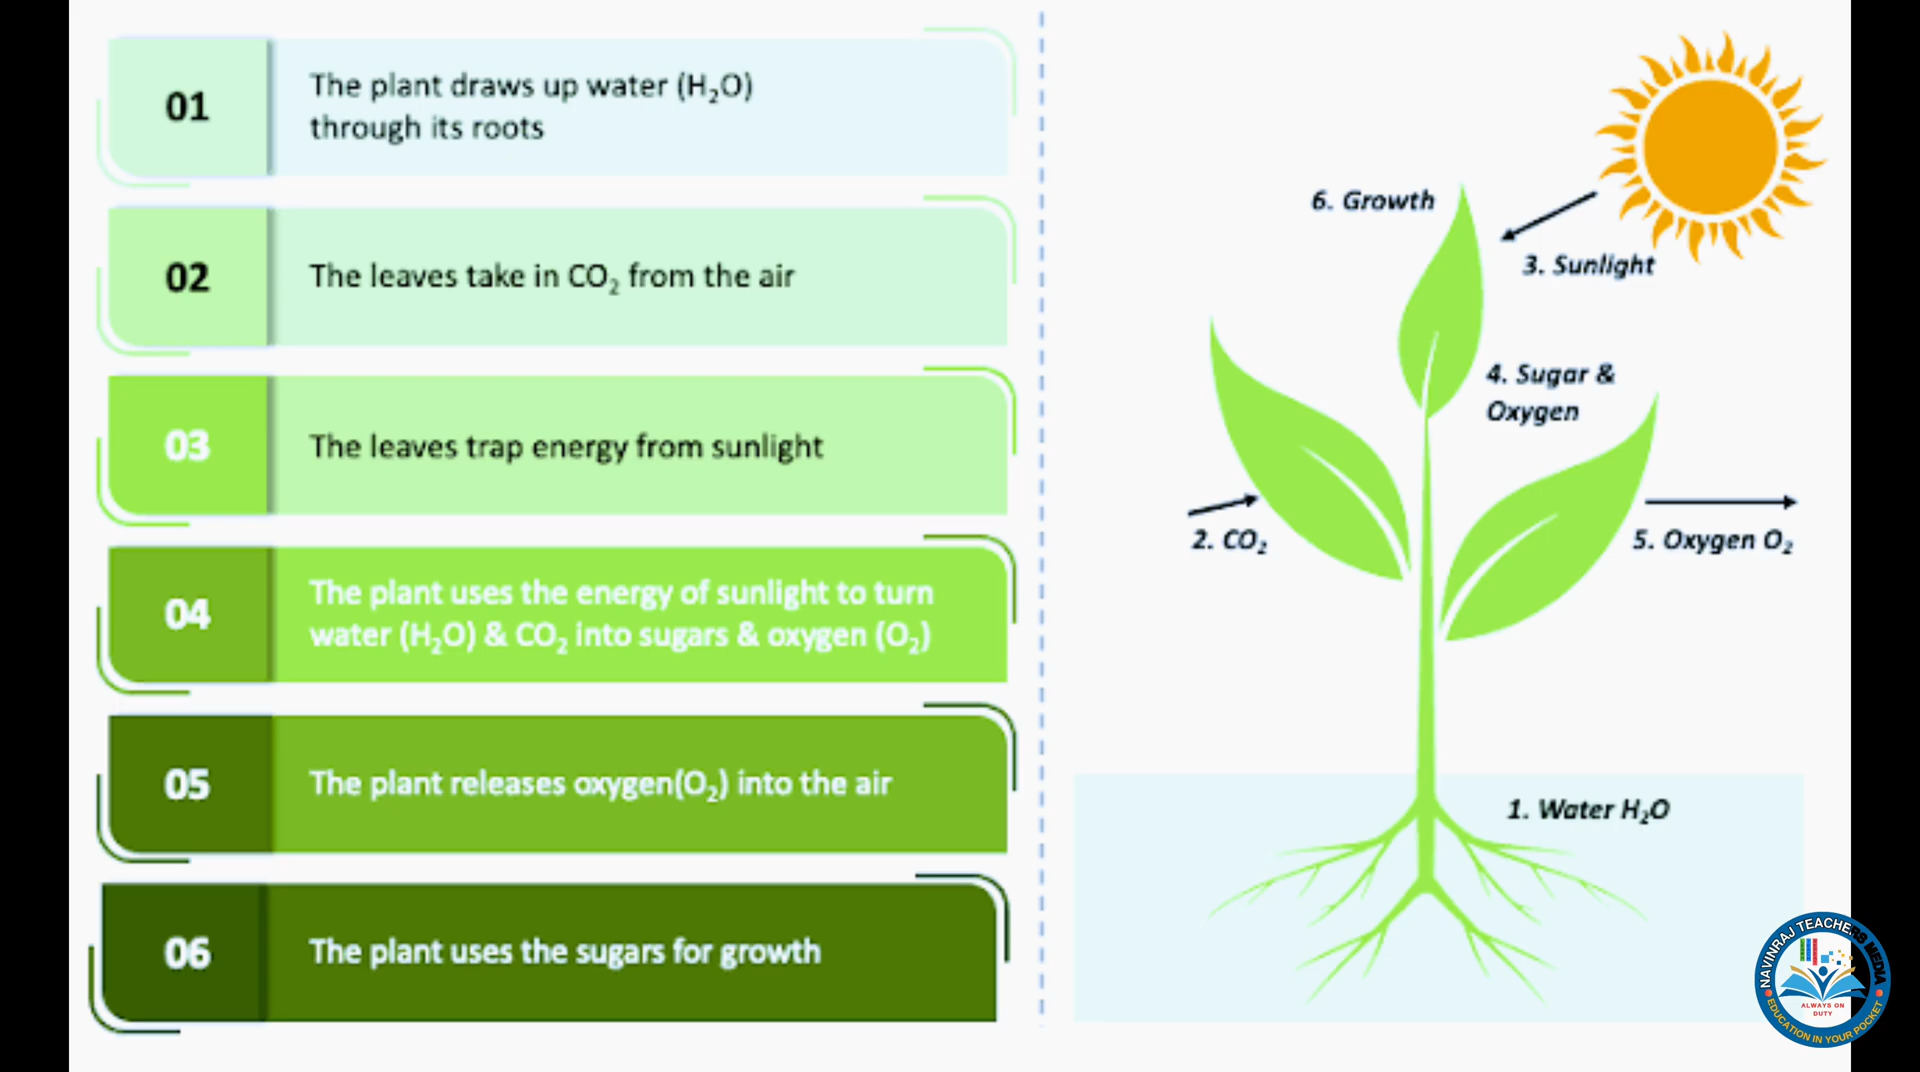 01
The plant draws up water (H₂O)
through its roots
02
The leaves take in CO₂ from the air
03
The leaves trap energy from sunlight
04
The plant uses the energy of sunlight to turn
water (H₂O) & CO₂ into sugars & oxygen (O₂)
05
The plant releases oxygen(O₂) into the air
06
The plant uses the sugars for growth
6. Growth
3. Sunlight
4. Sugar &
Oxygen
2. CO₂
5. Oxygen O₂
1. Water H₂O
NAVINRAJ TEACHERS MEDIA
ALWAYS ON
DUTY
EDUCATION IN YOUR POCKET